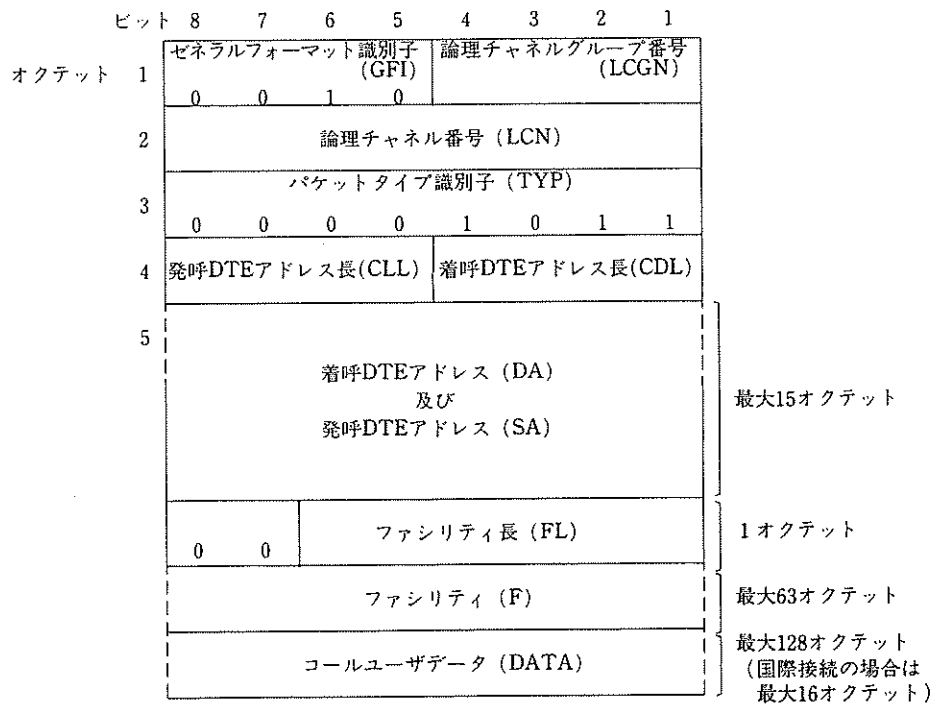 ビット 8 7 6 5 4 3 2 1
ゼネラルフォーマット識別子 論理チャネルグループ番号
オクテット 1 (GFI) (LCGN)
0 0 1 0
2 論理チャネル番号 (LCN)
パケットタイプ識別子 (TYP)
3
0 0 0 0 1 0 1 1
4 発呼DTEアドレス長(CLL) 着呼DTEアドレス長(CDL)
5
着呼DTEアドレス (DA)
及び
発呼DTEアドレス (SA)
最大15オクテット
ファシリティ長 (FL) 1オクテット
0 0
ファシリティ (F) 最大63オクテット
コールユーザデータ (DATA)
最大128オクテット
(国際接続の場合は
最大16オクテット)